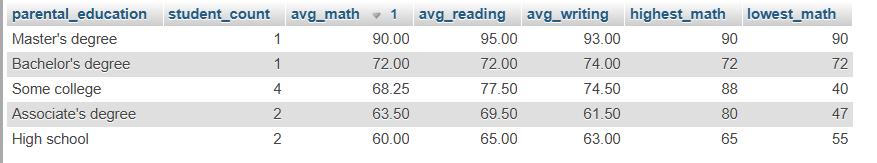 parental_education student_count avg_math 1 avg_reading avg_writing highest_math lowest_math
Master's degree 1 90.00 95.00 93.00 90 90
Bachelor's degree 1 72.00 72.00 74.00 72 72
Some college 4 68.25 77.50 74.50 88 40
Associate's degree 2 63.50 69.50 61.50 80 47
High school 2 60.00 65.00 63.00 65 55